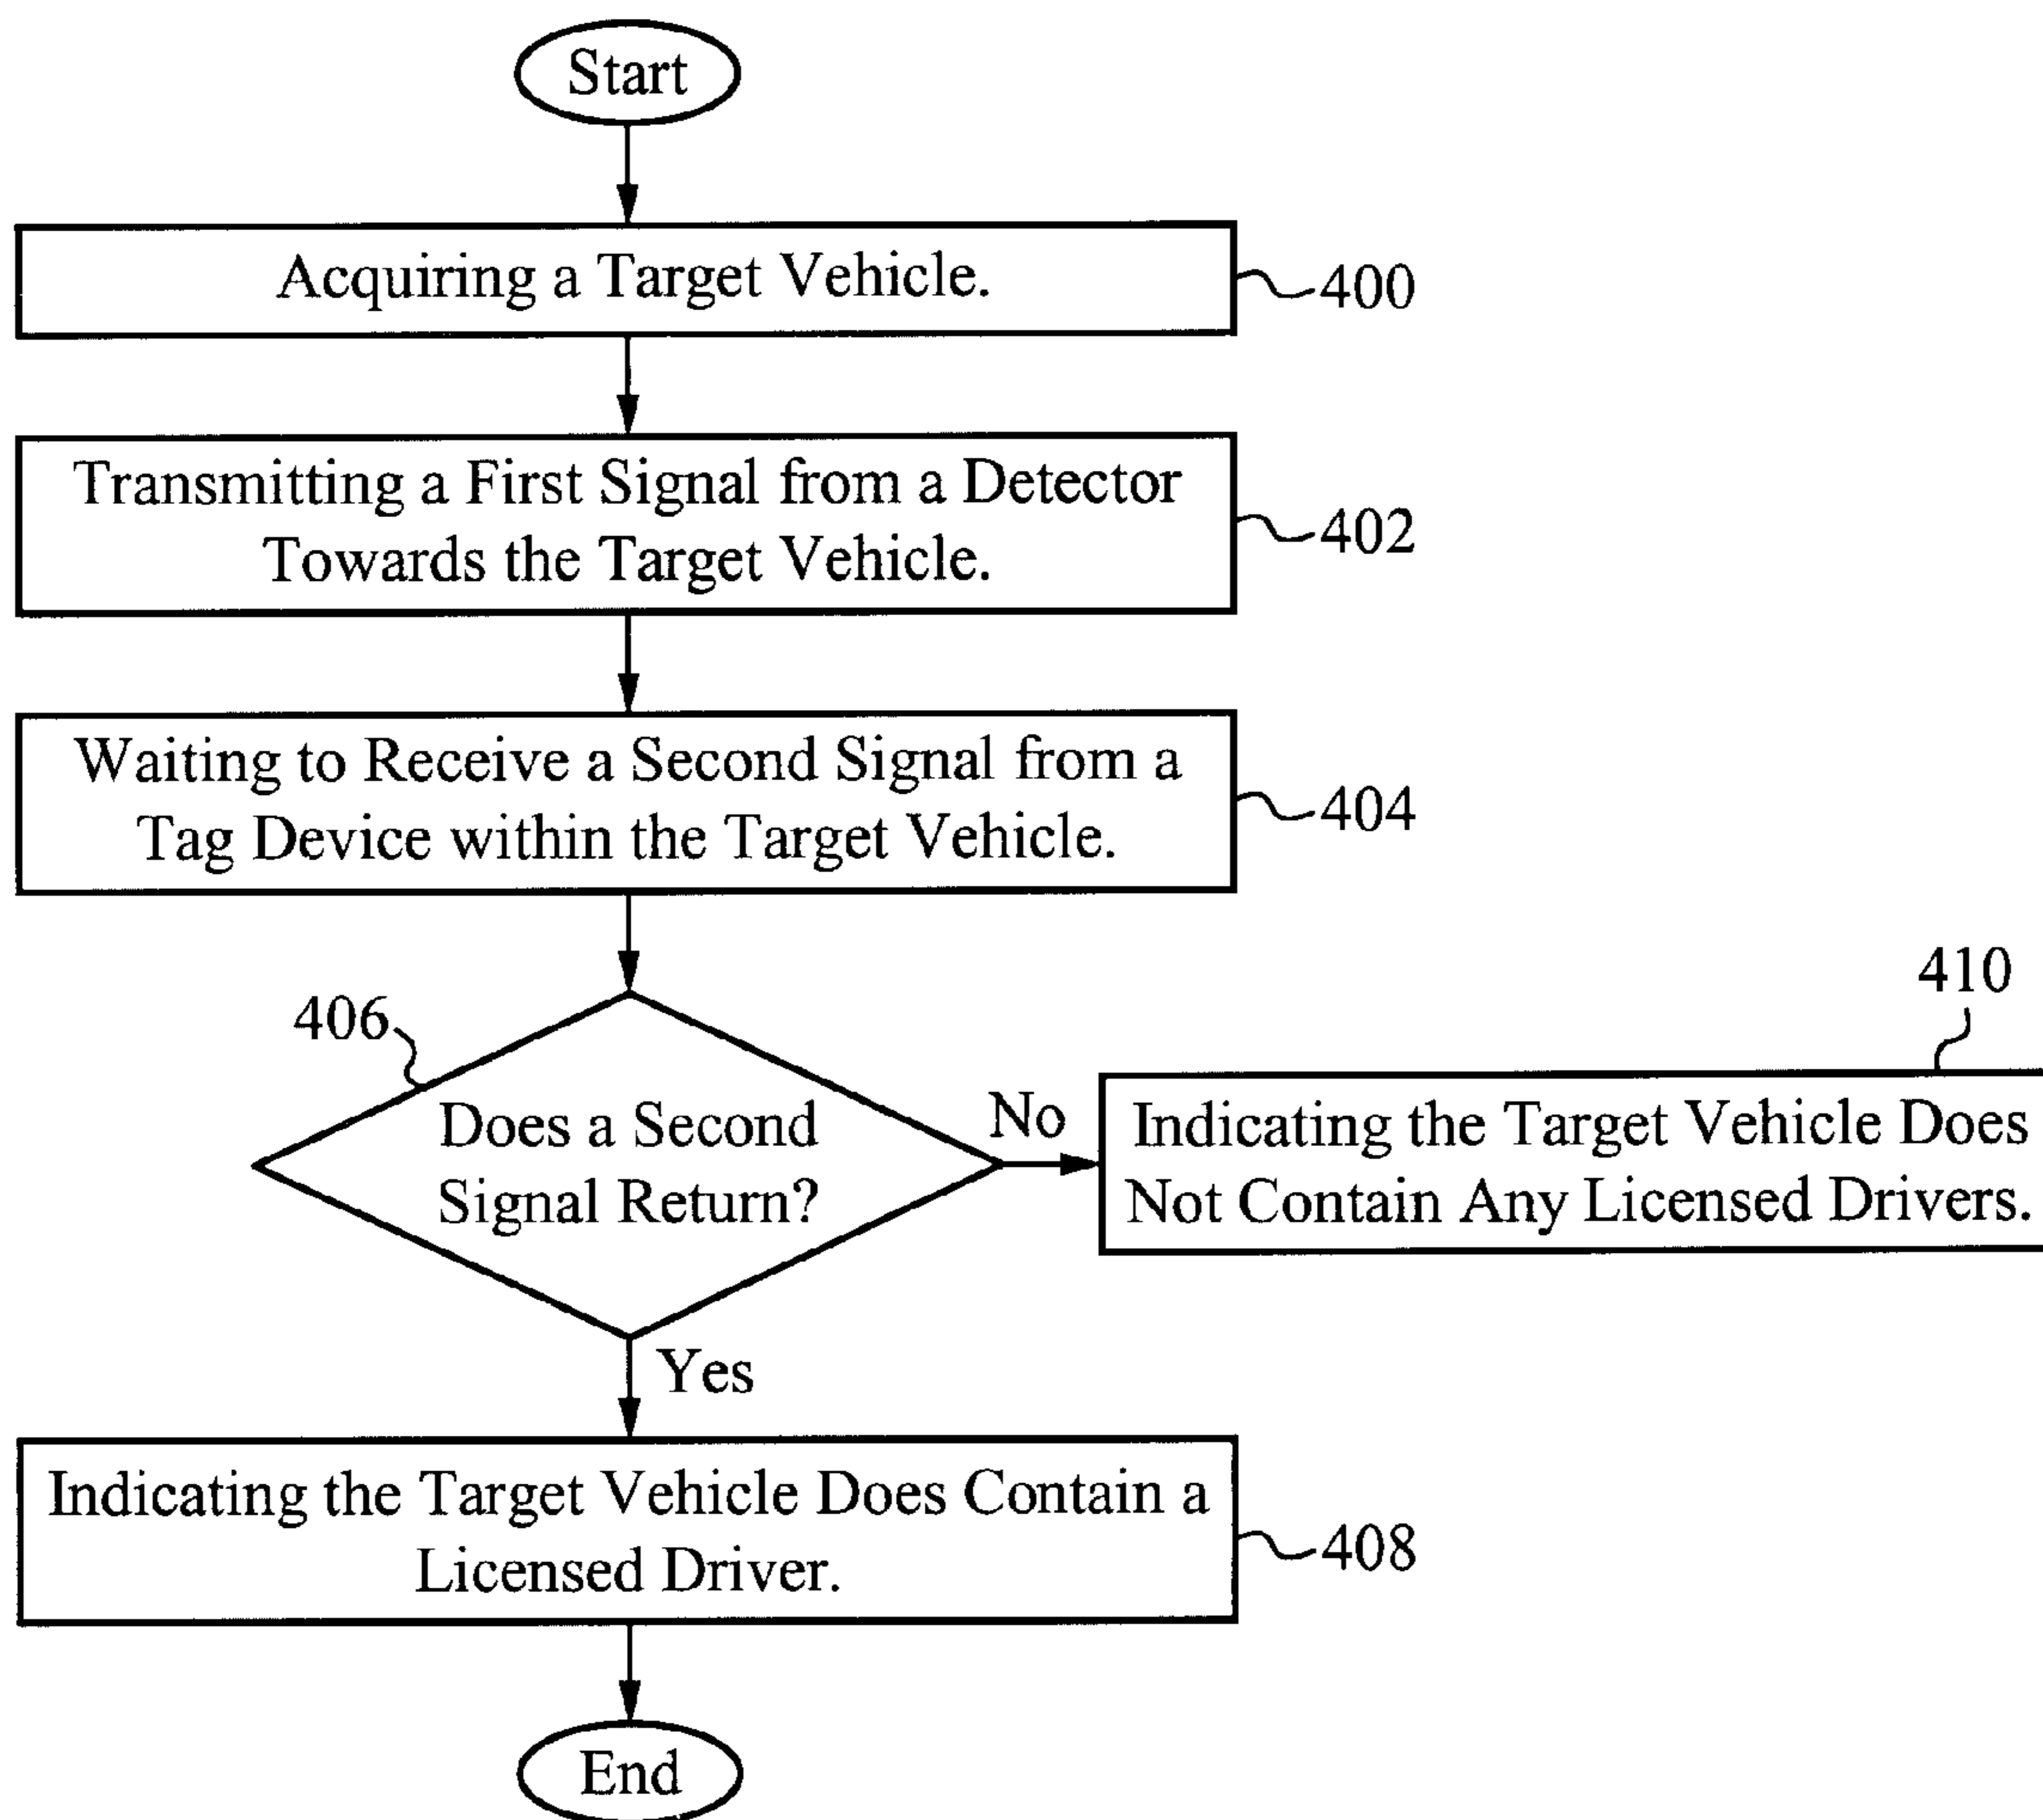 Start
Acquiring a Target Vehicle.
400
Transmitting a First Signal from a Detector
Towards the Target Vehicle.
402
Waiting to Receive a Second Signal from a
Tag Device within the Target Vehicle.
404
406
Does a Second
Signal Return?
No
410
Indicating the Target Vehicle Does
Not Contain Any Licensed Drivers.
Yes
Indicating the Target Vehicle Does Contain a
Licensed Driver.
408
End